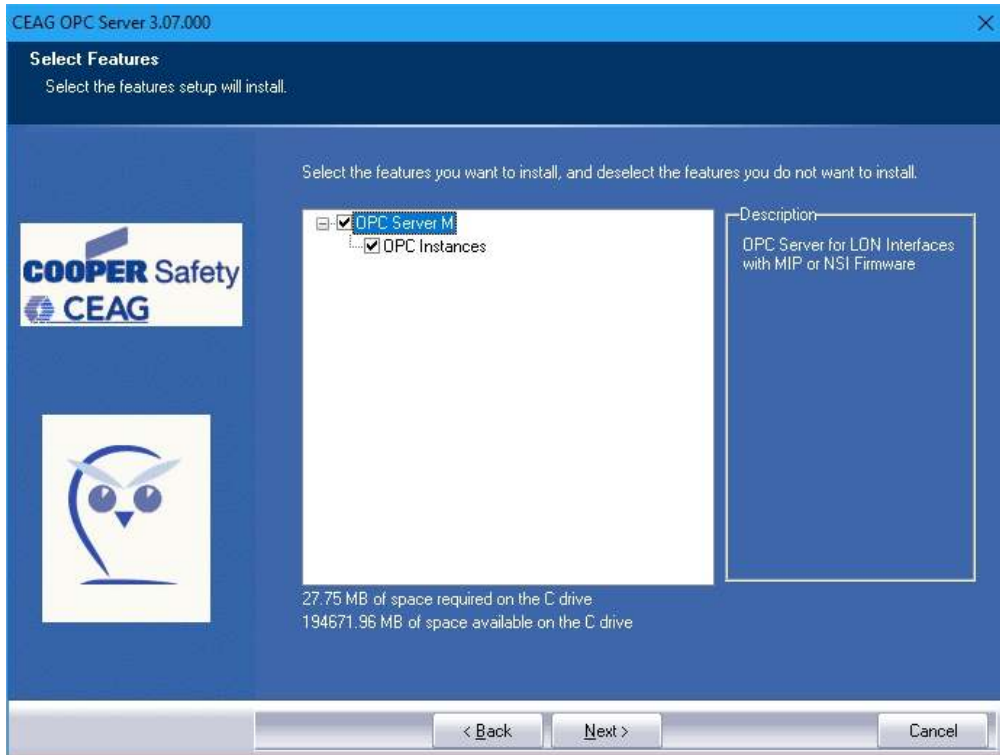 CEAG OPC Server 3.07.000
Select Features
Select the features setup will install.
Select the features you want to install, and deselect the features you do not want to install.
OPC Server M
OPC Instances
Description
OPC Server for LON Interfaces
with MIP or NSI Firmware
COOPER Safety
CEAG
27.75 MB of space required on the C drive
194671.96 MB of space available on the C drive
< Back
Next >
Cancel